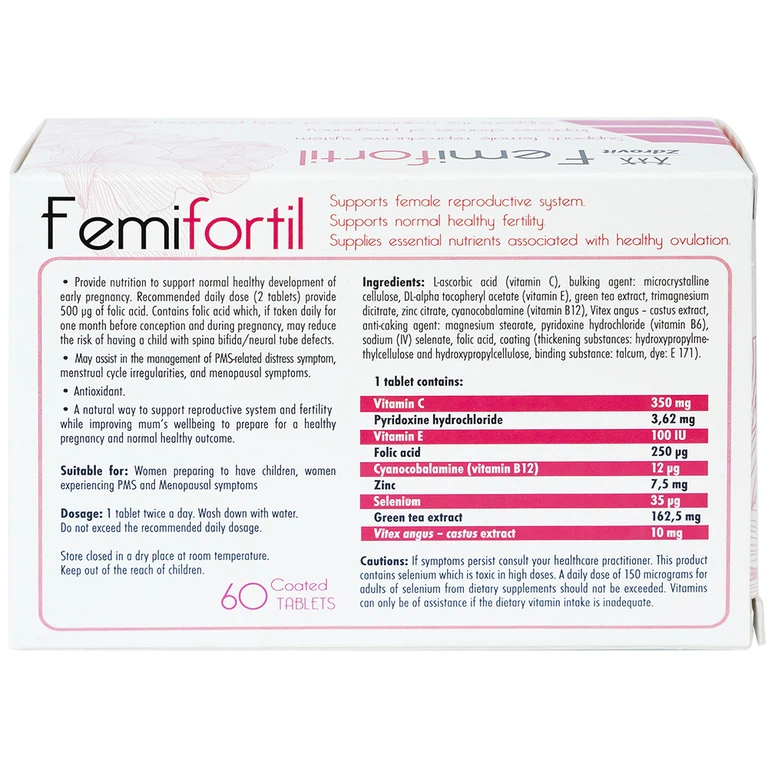 Supports female reproductive system
Zdrovit
Femifortil
Femifortil
Supports female reproductive system.
Supports normal healthy fertility.
Supplies essential nutrients associated with healthy ovulation.
• Provide nutrition to support normal healthy development of
early pregnancy. Recommended daily dose (2 tablets) provide
500 µg of folic acid. Contains folic acid which, if taken daily for
one month before conception and during pregnancy, may reduce
the risk of having a child with spina bifida/neural tube defects.
• May assist in the management of PMS-related distress symptom,
menstrual cycle irregularities, and menopausal symptoms.
• Antioxidant.
• A natural way to support reproductive system and fertility
while improving mum's wellbeing to prepare for a healthy
pregnancy and normal healthy outcome.
Suitable for: Women preparing to have children, women
experiencing PMS and Menopausal symptoms
Dosage: 1 tablet twice a day. Wash down with water.
Do not exceed the recommended daily dosage.
Store closed in a dry place at room temperature.
Keep out of the reach of children.
60 Coated
TABLETS
Ingredients: L-ascorbic acid (vitamin C), bulking agent: microcrystalline
cellulose, DL-alpha tocopheryl acetate (vitamin E), green tea extract, trimagnesium
dicitrate, zinc citrate, cyanocobalamine (vitamin B12), Vitex angus – castus extract,
anti-caking agent: magnesium stearate, pyridoxine hydrochloride (vitamin B6),
sodium (IV) selenate, folic acid, coating (thickening substances: hydroxypropylme-
thylcellulose and hydroxypropylcellulose, binding substance: talcum, dye: E 171).
1 tablet contains:
Vitamin C 350 mg
Pyridoxine hydrochloride 3,62 mg
Vitamin E 100 IU
Folic acid 250 µg
Cyanocobalamine (vitamin B12) 12 µg
Zinc 7,5 mg
Selenium 35 µg
Green tea extract 162,5 mg
Vitex angus – castus extract 10 mg
Cautions: If symptoms persist consult your healthcare practitioner. This product
contains selenium which is toxic in high doses. A daily dose of 150 micrograms for
adults of selenium from dietary supplements should not be exceeded. Vitamins
can only be of assistance if the dietary vitamin intake is inadequate.